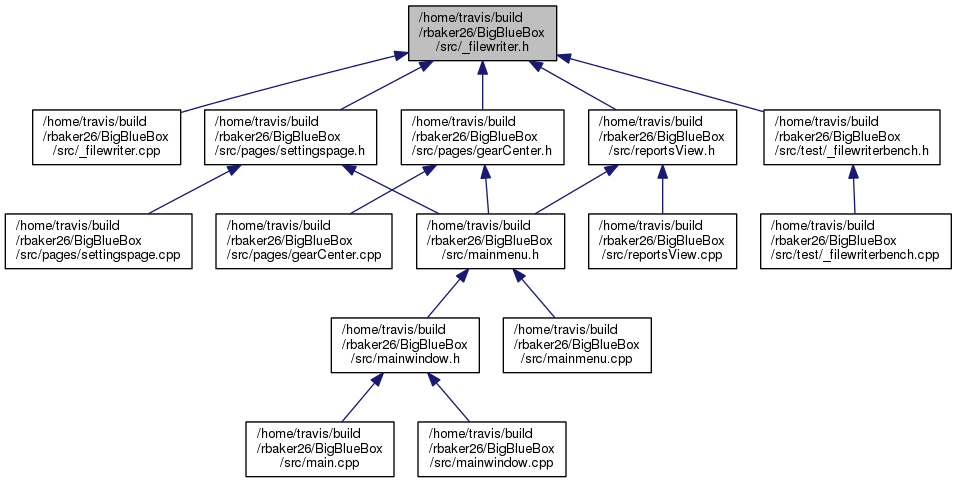 /home/travis/build
/rbaker26/BigBlueBox
/src/_filewriter.h
/home/travis/build
/rbaker26/BigBlueBox
/src/_filewriter.cpp
/home/travis/build
/rbaker26/BigBlueBox
/src/pages/settingspage.h
/home/travis/build
/rbaker26/BigBlueBox
/src/pages/gearCenter.h
/home/travis/build
/rbaker26/BigBlueBox
/src/reportsView.h
/home/travis/build
/rbaker26/BigBlueBox
/src/test/_filewriterbench.h
/home/travis/build
/rbaker26/BigBlueBox
/src/pages/settingspage.cpp
/home/travis/build
/rbaker26/BigBlueBox
/src/pages/gearCenter.cpp
/home/travis/build
/rbaker26/BigBlueBox
/src/mainmenu.h
/home/travis/build
/rbaker26/BigBlueBox
/src/reportsView.cpp
/home/travis/build
/rbaker26/BigBlueBox
/src/test/_filewriterbench.cpp
/home/travis/build
/rbaker26/BigBlueBox
/src/mainwindow.h
/home/travis/build
/rbaker26/BigBlueBox
/src/mainmenu.cpp
/home/travis/build
/rbaker26/BigBlueBox
/src/main.cpp
/home/travis/build
/rbaker26/BigBlueBox
/src/mainwindow.cpp